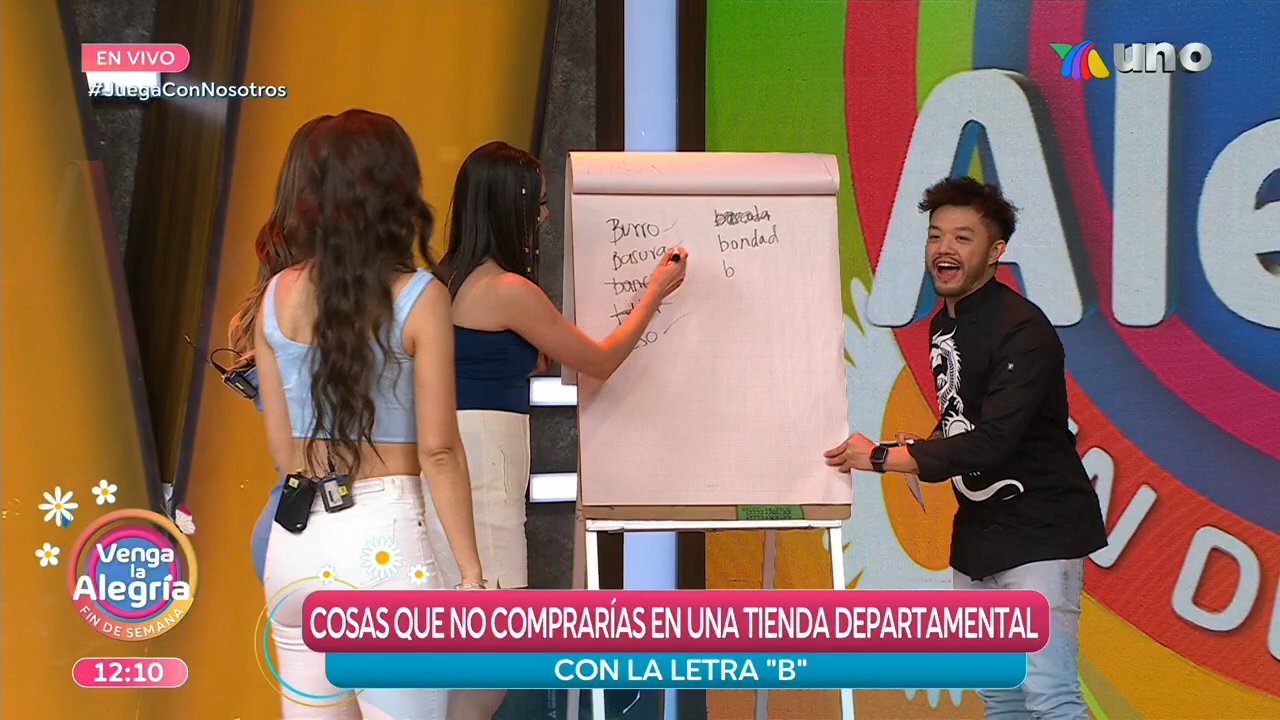 EN VIVO
#JuegaConNosotros
uno
Burro
Basura
bondad
b
Ale
Venga
la
Alegría
FIN DE SEMANA
12:10
COSAS QUE NO COMPRARÍAS EN UNA TIENDA DEPARTAMENTAL
CON LA LETRA "B"